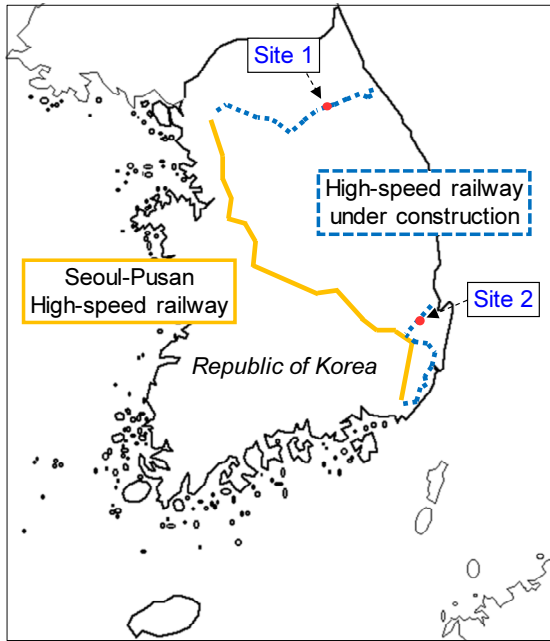 Site 1
High-speed railway
under construction
Seoul-Pusan
High-speed railway
Site 2
Republic of Korea